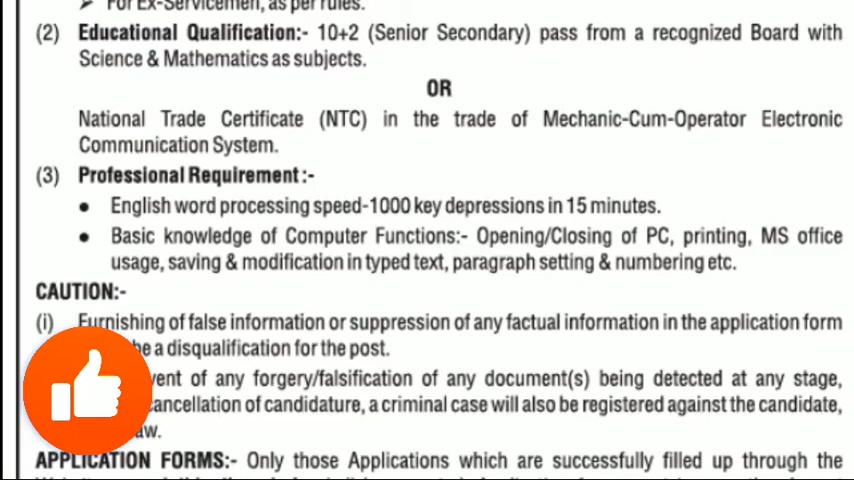 For Ex-Servicemen, as per rules.
(2) Educational Qualification:- 10+2 (Senior Secondary) pass from a recognized Board with
Science & Mathematics as subjects.
OR
National Trade Certificate (NTC) in the trade of Mechanic-Cum-Operator Electronic
Communication System.
(3) Professional Requirement :-
• English word processing speed-1000 key depressions in 15 minutes.
• Basic knowledge of Computer Functions:- Opening/Closing of PC, printing, MS office
usage, saving & modification in typed text, paragraph setting & numbering etc.
CAUTION:-
(i) Furnishing of false information or suppression of any factual information in the application form
be a disqualification for the post.
of any forgery/falsification of any document(s) being detected at any stage,
a criminal case will also be registered against the candidate,
APPLICATION FORMS:- Only those Applications which are successfully filled up through the